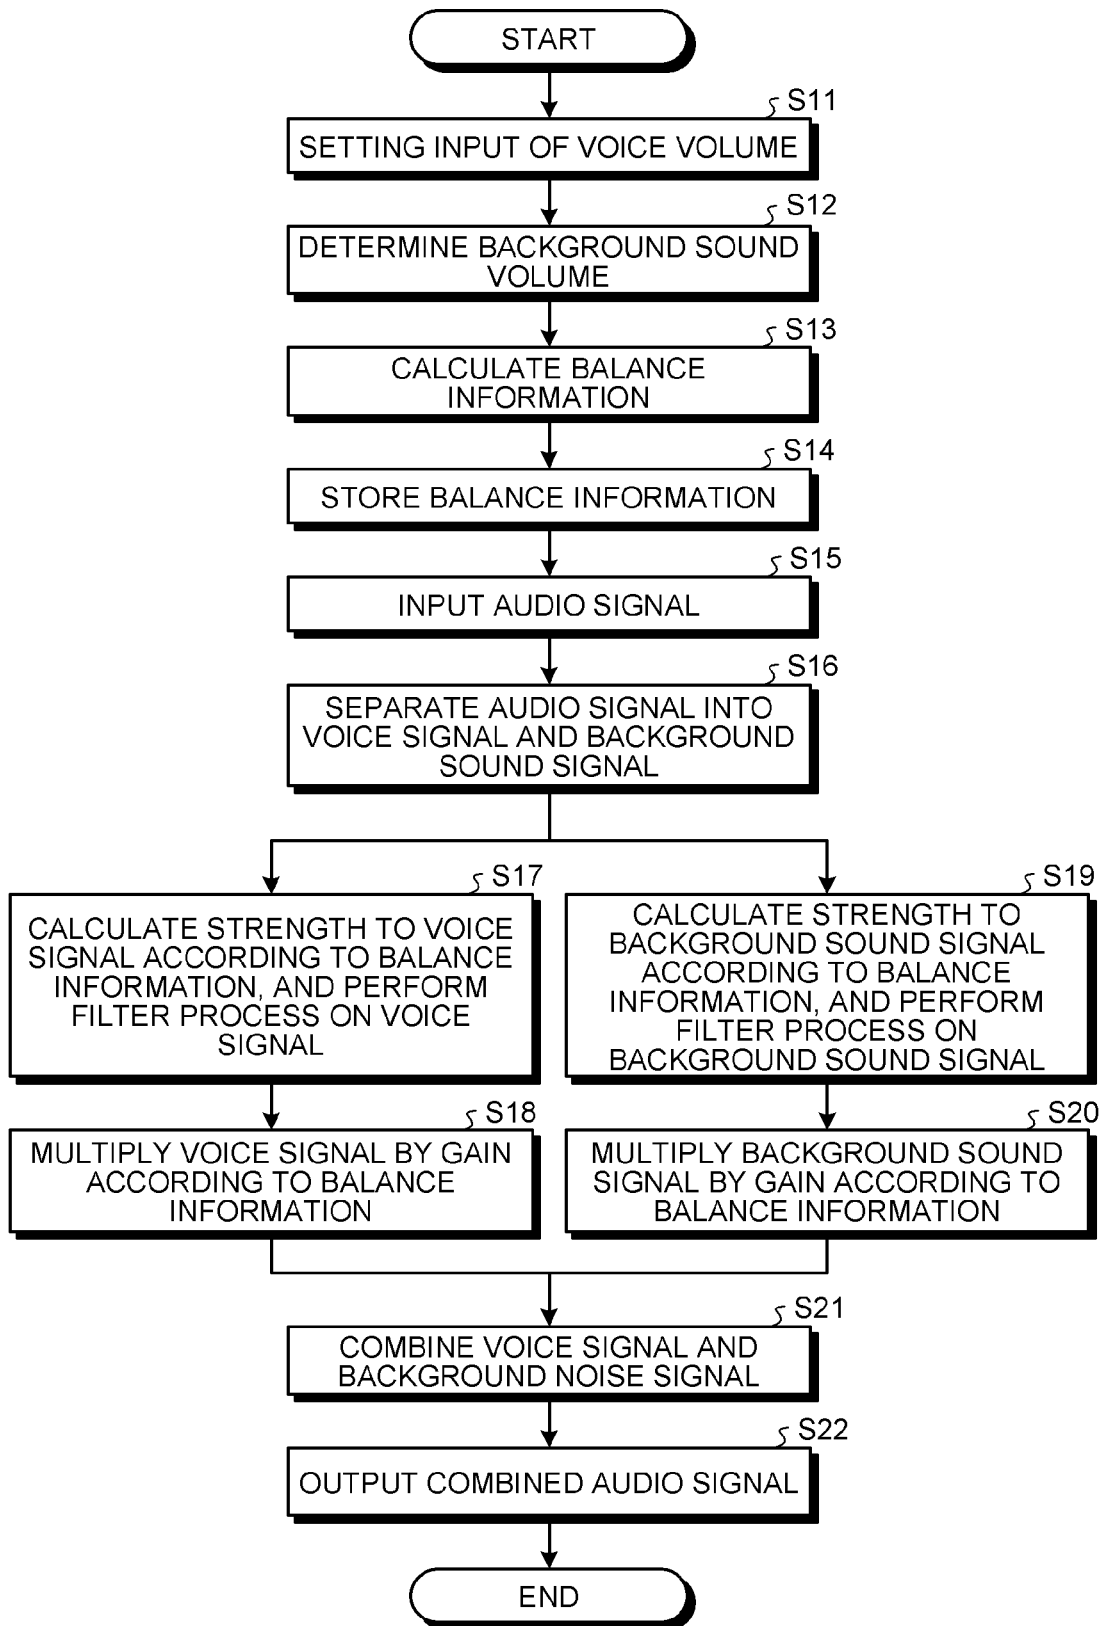 START
S11
SETTING INPUT OF VOICE VOLUME
S12
DETERMINE BACKGROUND SOUND
VOLUME
S13
CALCULATE BALANCE
INFORMATION
S14
STORE BALANCE INFORMATION
S15
INPUT AUDIO SIGNAL
S16
SEPARATE AUDIO SIGNAL INTO
VOICE SIGNAL AND BACKGROUND
SOUND SIGNAL
S17
CALCULATE STRENGTH TO VOICE
SIGNAL ACCORDING TO BALANCE
INFORMATION, AND PERFORM
FILTER PROCESS ON VOICE
SIGNAL
S18
MULTIPLY VOICE SIGNAL BY GAIN
ACCORDING TO BALANCE
INFORMATION
S19
CALCULATE STRENGTH TO
BACKGROUND SOUND SIGNAL
ACCORDING TO BALANCE
INFORMATION, AND PERFORM
FILTER PROCESS ON
BACKGROUND SOUND SIGNAL
S20
MULTIPLY BACKGROUND SOUND
SIGNAL BY GAIN ACCORDING TO
BALANCE INFORMATION
S21
COMBINE VOICE SIGNAL AND
BACKGROUND NOISE SIGNAL
S22
OUTPUT COMBINED AUDIO SIGNAL
END